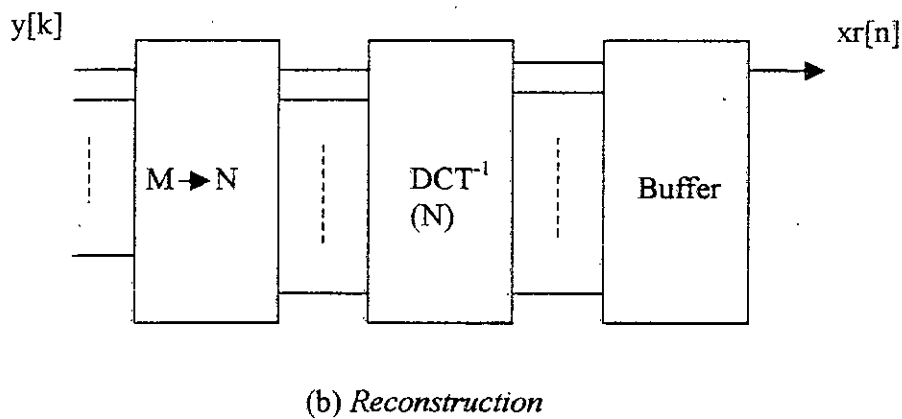 y[k]
xr[n]
M → N
DCT⁻¹
(N)
Buffer
(b) Reconstruction